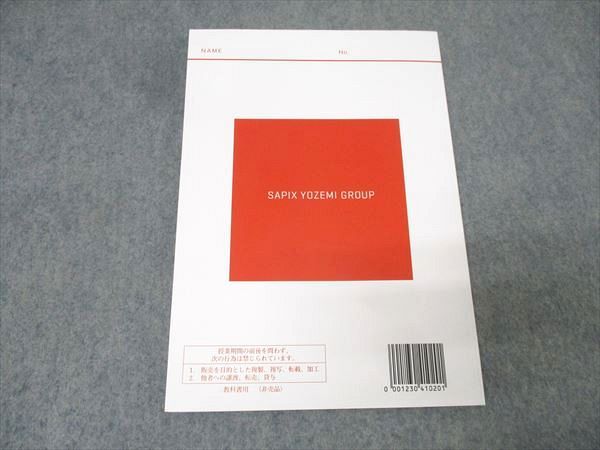 NAME No.
SAPIX YOZEMI GROUP
授業期間の前後を問わず、
次の行為は禁じられています。
1. 販売を目的とした複製、複写、転載、加工
2. 他者への譲渡、転売、貸与
教科書用 (非売品)
0 001230 410201